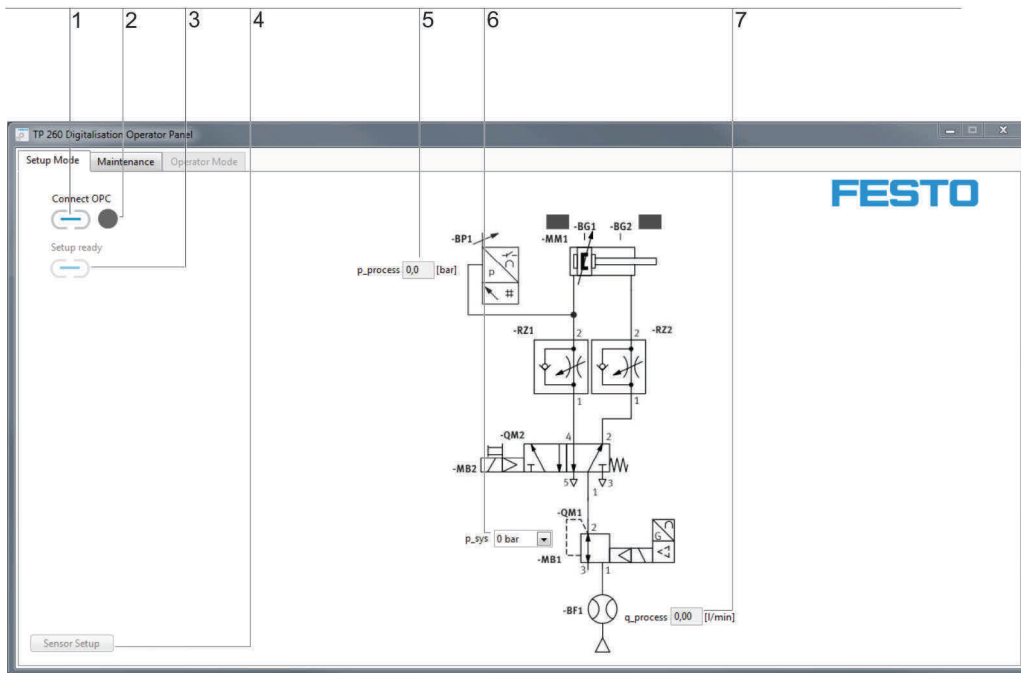 1 2 3 4 5 6 7
TP 260 Digitalisation Operator Panel
Setup Mode Maintenance Operator Mode
FESTO
Connect OPC
Setup ready
-BG1 -BG2
-BP1 -MM1
p_process 0,0 [bar] p
#
-RZ1 2 2 -RZ2
1 1
-QM2 4 2
-MB2
5 3
1
-QM1
2
p_sys 0 bar G
-MB1
3 1
-BF1
q_process 0,00 [l/min]
Sensor Setup